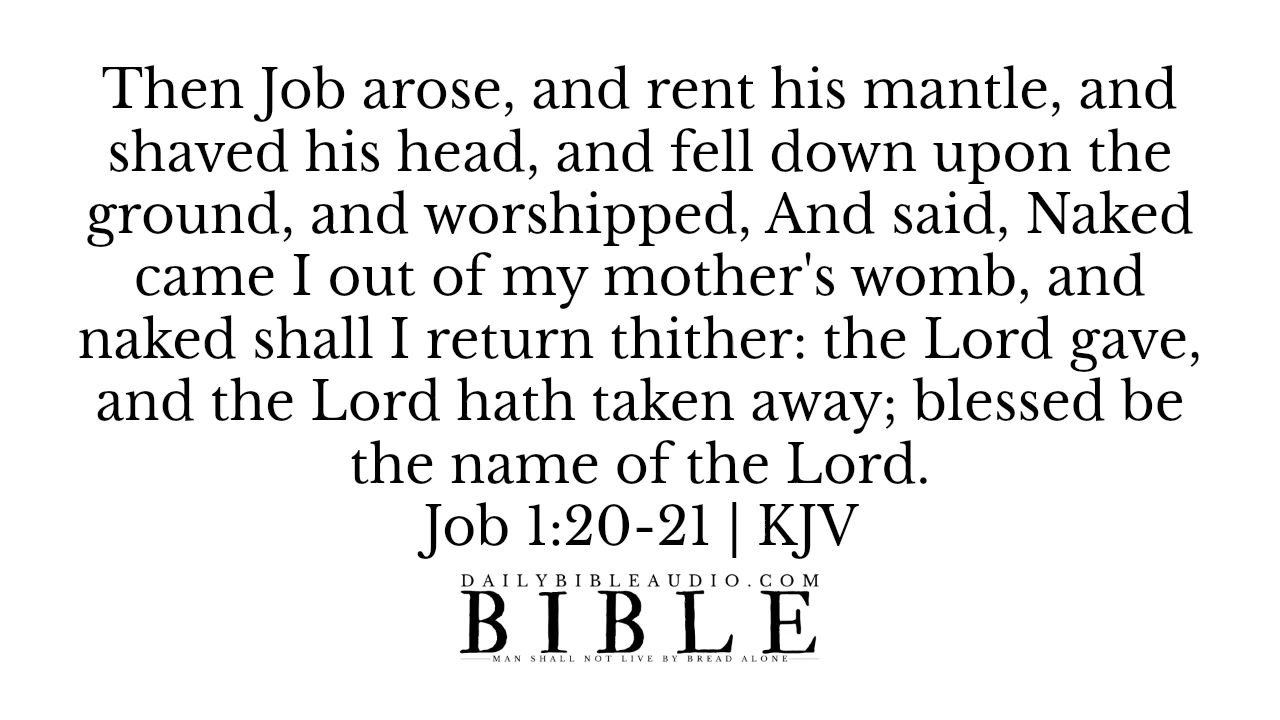 Then Job arose, and rent his mantle, and
shaved his head, and fell down upon the
ground, and worshipped, And said, Naked
came I out of my mother's womb, and
naked shall I return thither: the Lord gave,
and the Lord hath taken away; blessed be
the name of the Lord.
Job 1:20-21 | KJV
DAILYBIBLEAUDIO.COM
BIBLE
MAN SHALL NOT LIVE BY BREAD ALONE